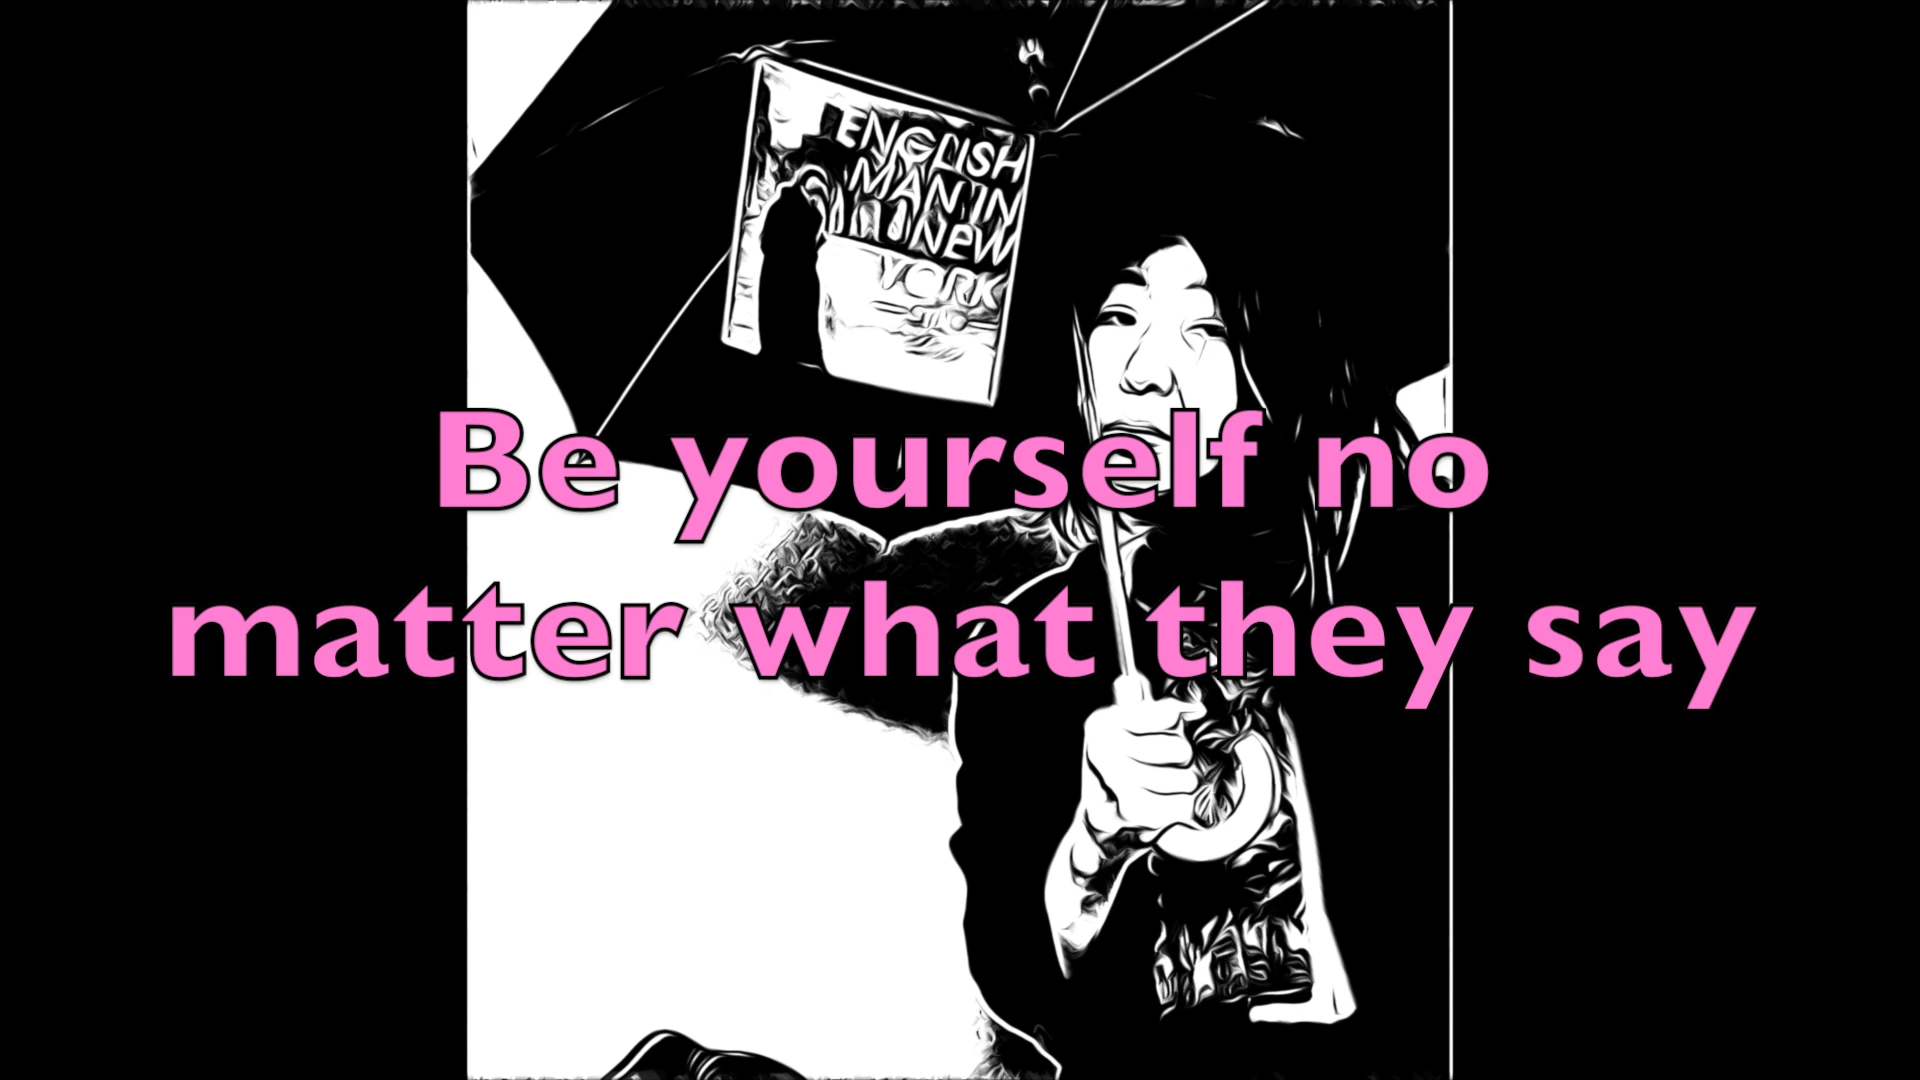 ENGLISH
MAN IN
NEW
YORK
Be yourself no
matter what they say